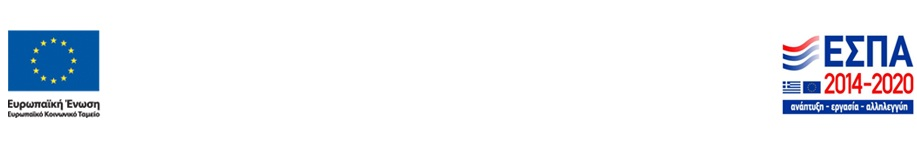 Ευρωπαϊκή Ένωση
Ευρωπαϊκό Κοινωνικό Ταμείο
ΕΣΠΑ
2014-2020
ανάπτυξη - εργασία - αλληλεγγύη